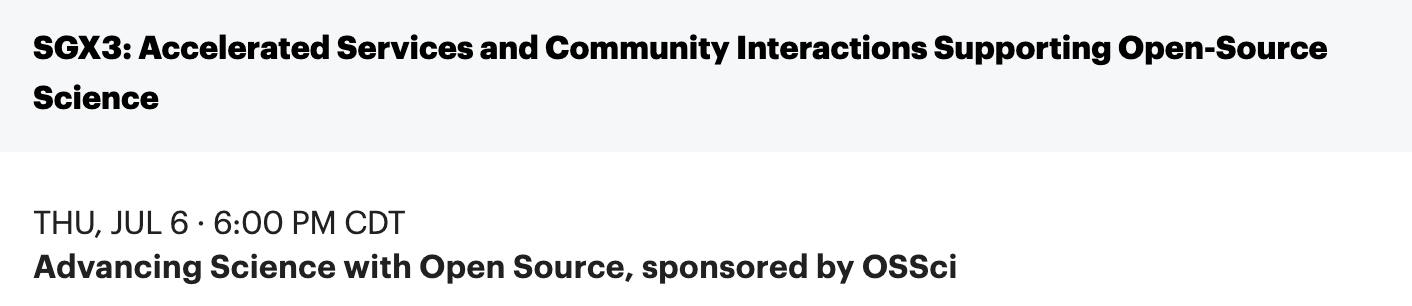 SGX3: Accelerated Services and Community Interactions Supporting Open-Source
Science
THU, JUL 6 · 6:00 PM CDT
Advancing Science with Open Source, sponsored by OSSci